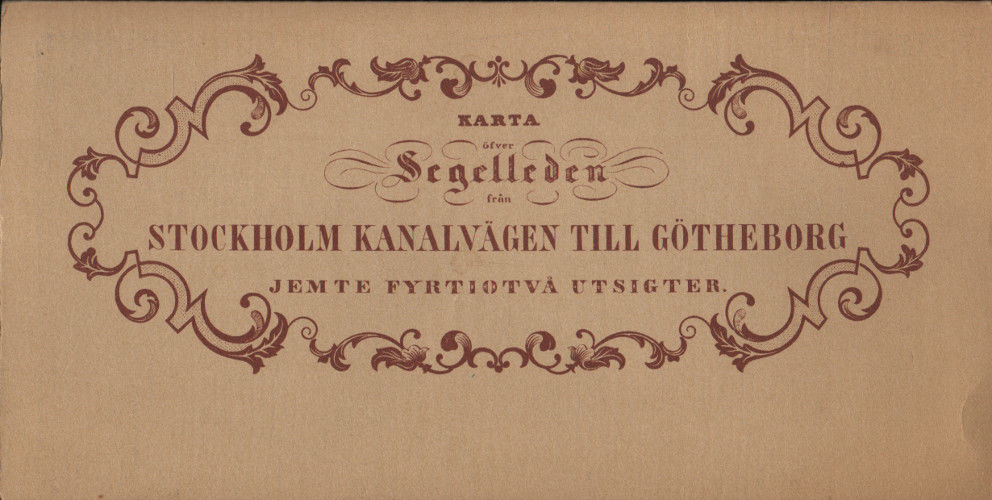 KARTA
öfver
Segelleden
från
STOCKHOLM KANALVÄGEN TILL GÖTHEBORG
JEMTE FYRTIOTVÅ UTSIGTER.